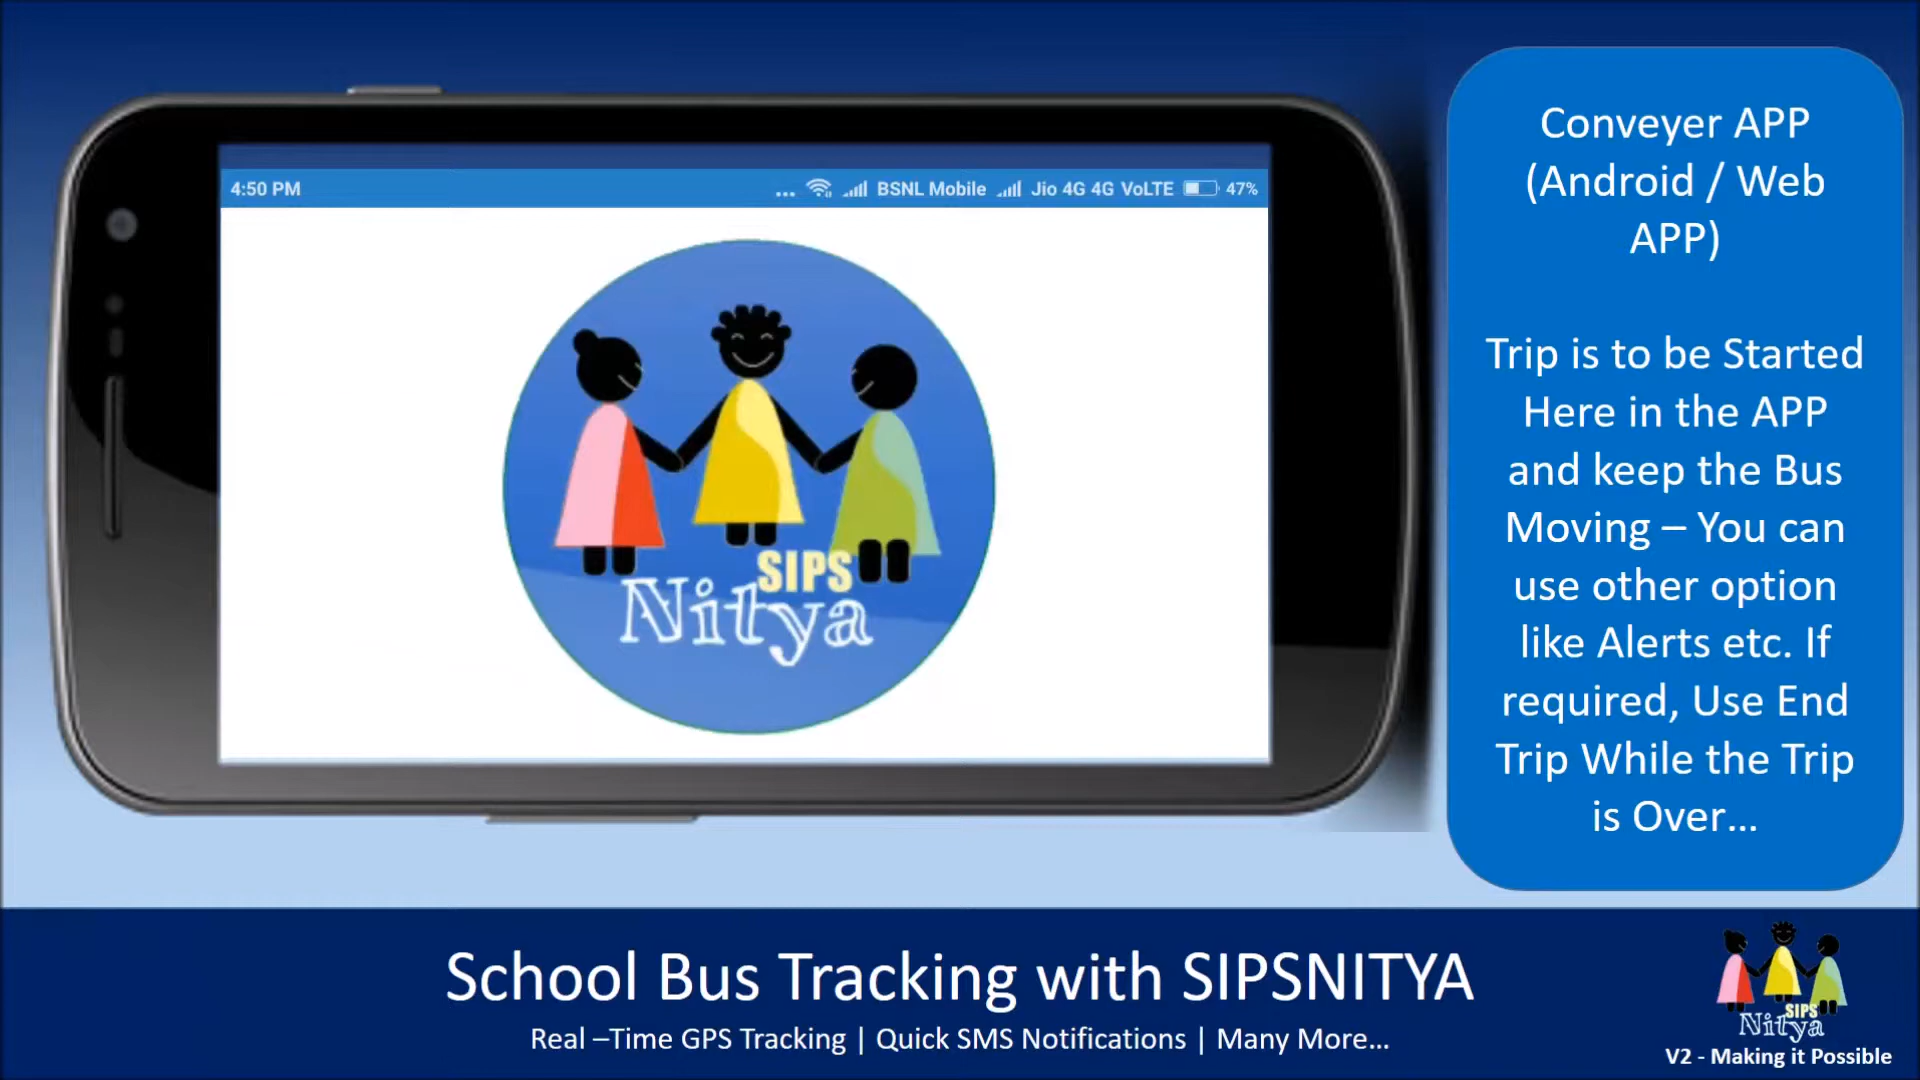 4:50 PM
... BSNL Mobile Jio 4G 4G VoLTE 47%
SIPS
Nitya
Conveyer APP
(Android / Web
APP)
Trip is to be Started
Here in the APP
and keep the Bus
Moving – You can
use other option
like Alerts etc. If
required, Use End
Trip While the Trip
is Over...
School Bus Tracking with SIPSNITYA
Real –Time GPS Tracking | Quick SMS Notifications | Many More...
SIPS
Nitya
V2 - Making it Possible